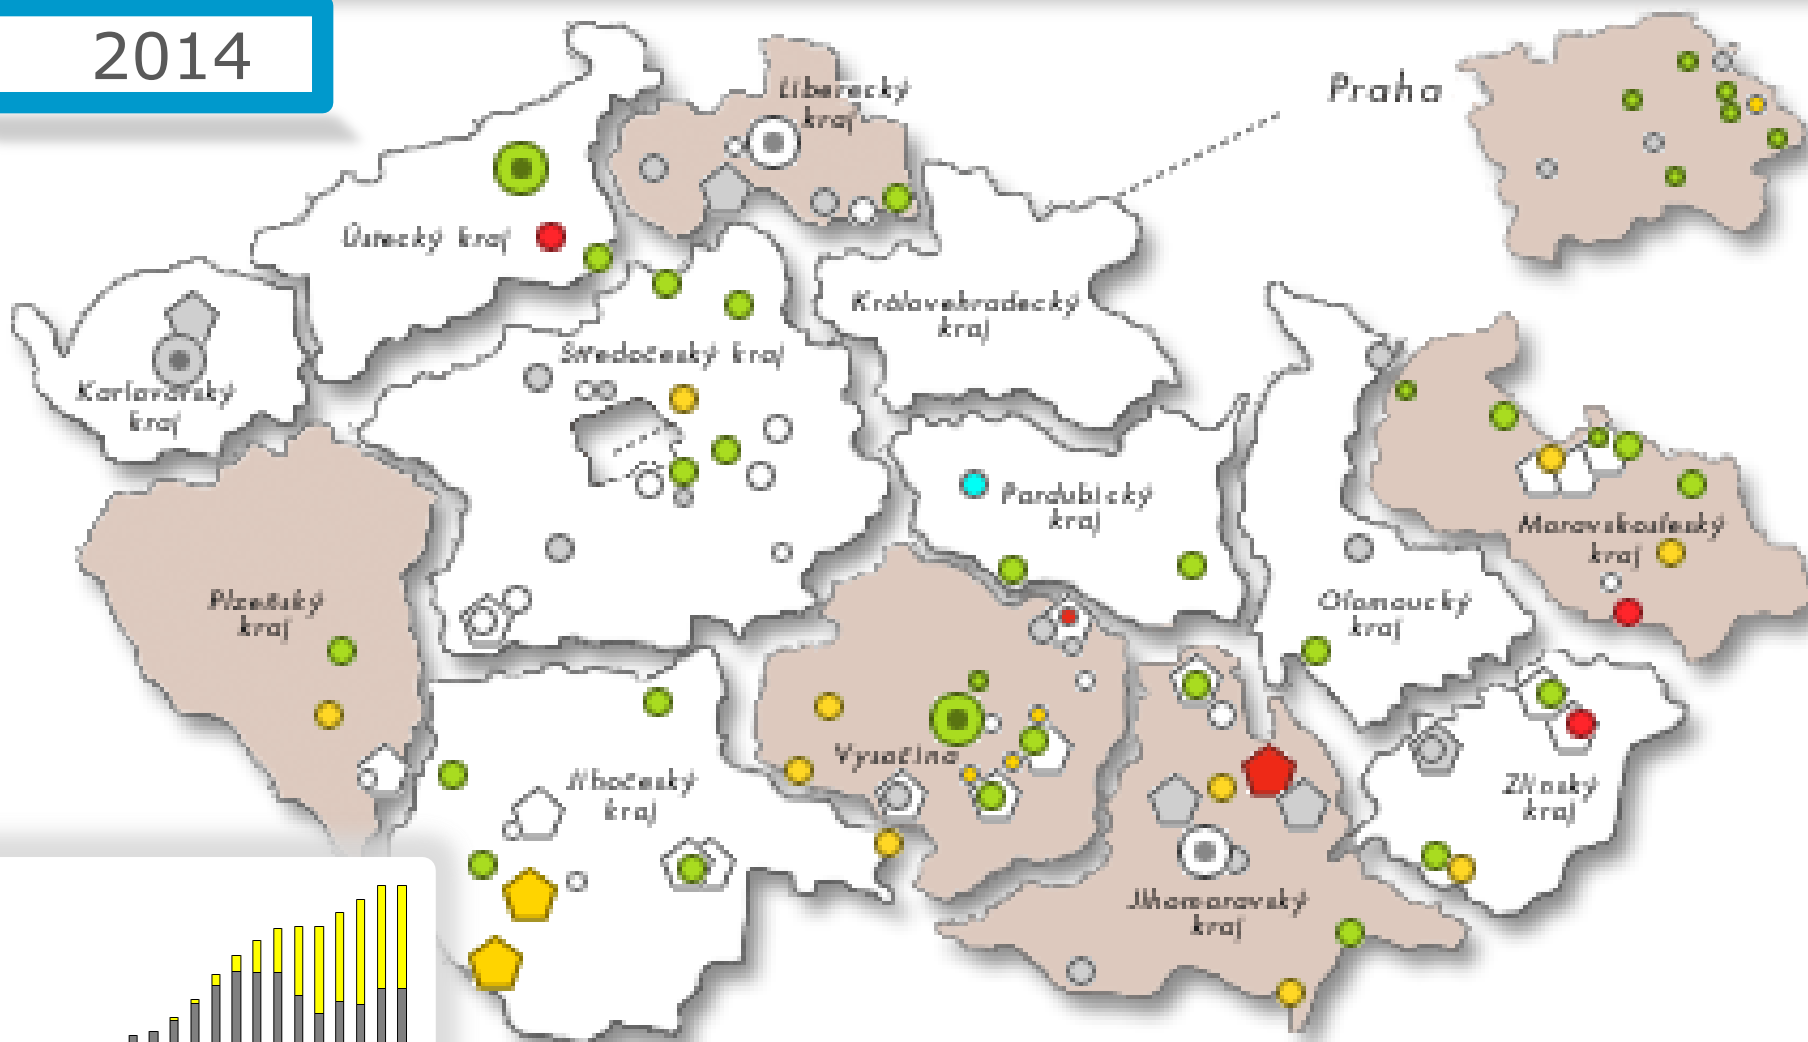 2014
Praha
Liberecký
kraj
Ústecký kraj
Královehradecký
kraj
Středočeský kraj
Karlovarský
kraj
Pardubický
kraj
Moravskoslezský
kraj
Plzeňský
kraj
Olomoucký
kraj
Vysočina
Jihočeský
kraj
Zlínský
kraj
Jihomoravský
kraj